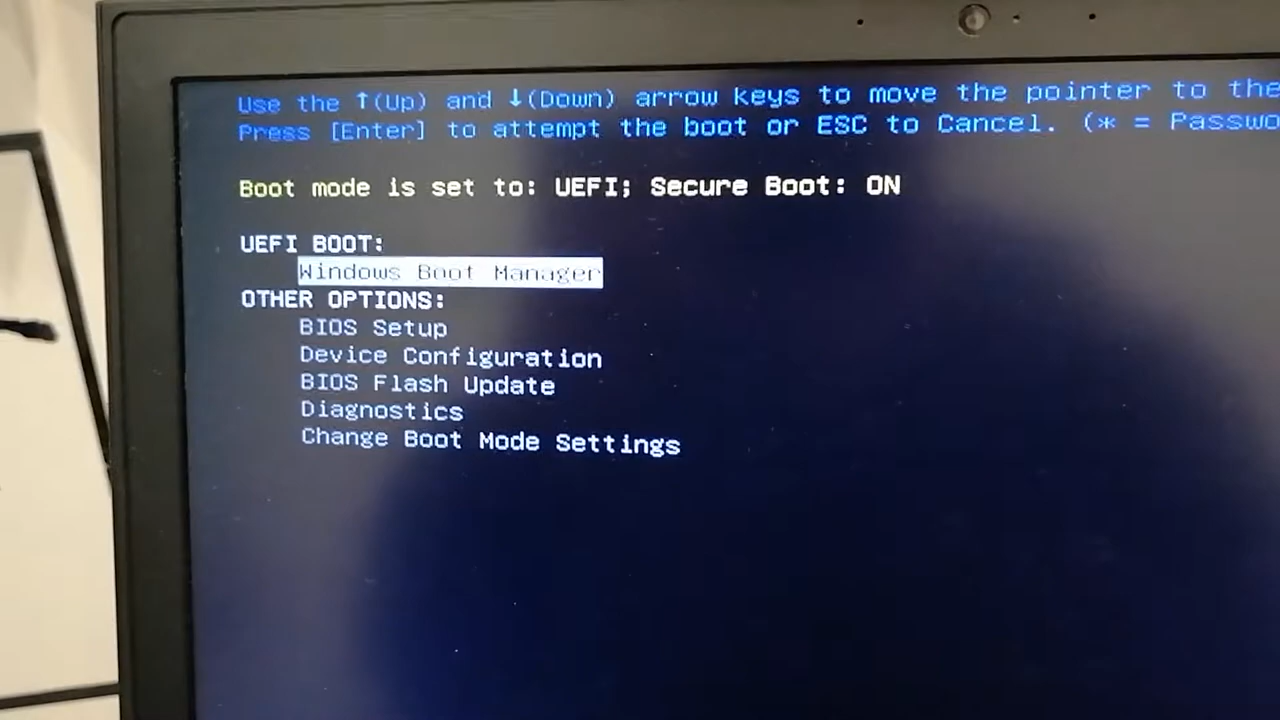 Use the ↑(Up) and ↓(Down) arrow keys to move the pointer to the
Press [Enter] to attempt the boot or ESC to Cancel. (* = Passwo
Boot mode is set to: UEFI; Secure Boot: ON
UEFI BOOT:
Windows Boot Manager
OTHER OPTIONS:
BIOS Setup
Device Configuration
BIOS Flash Update
Diagnostics
Change Boot Mode Settings